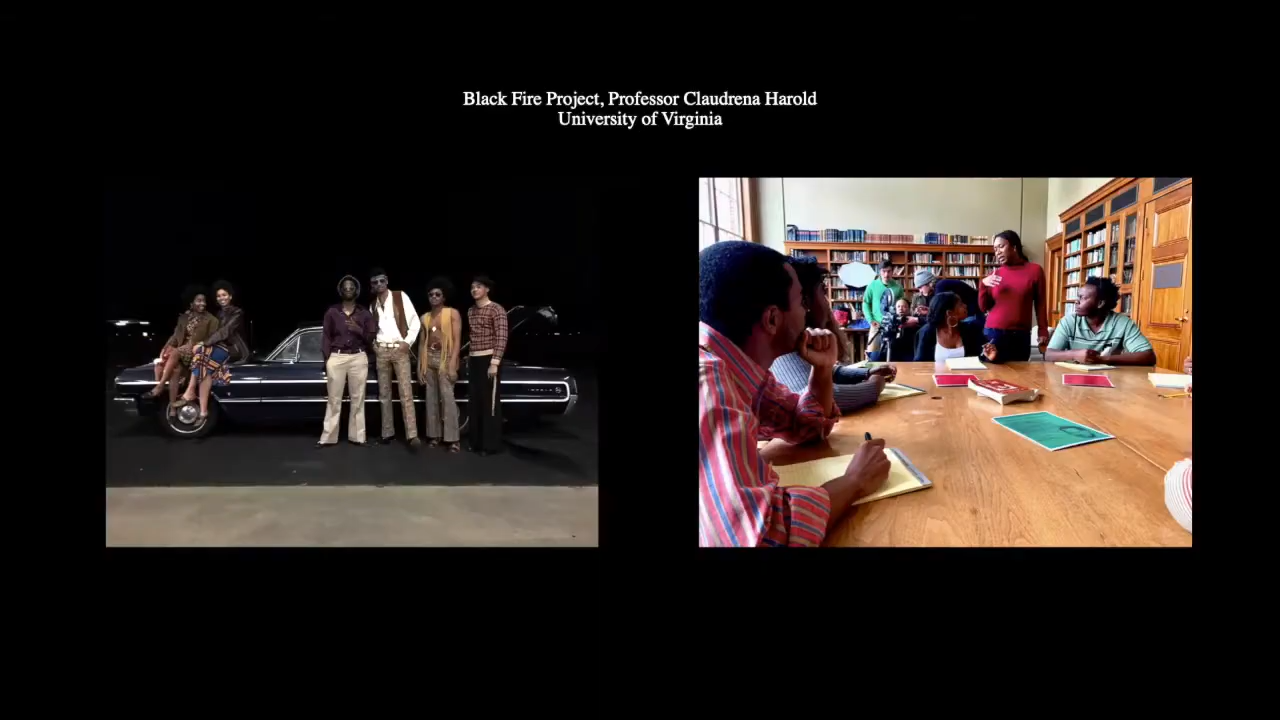 Black Fire Project, Professor Claudrena Harold
University of Virginia